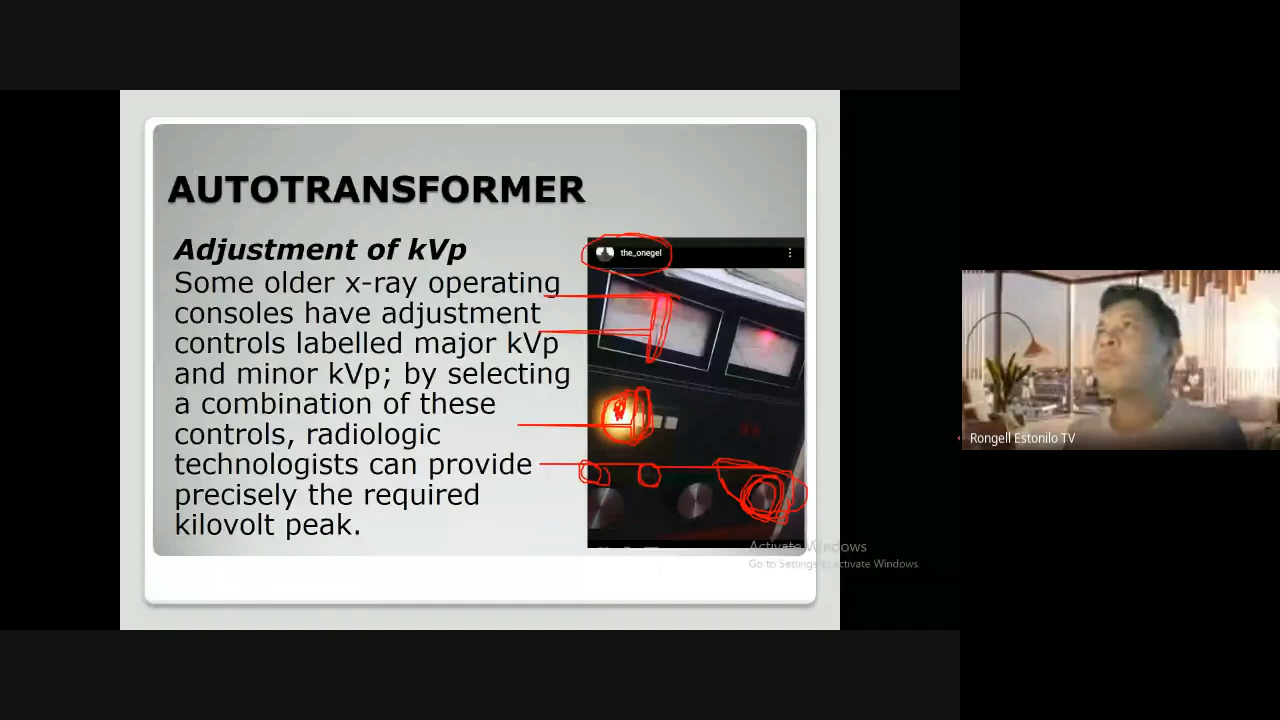 AUTOTRANSFORMER
Adjustment of kVp
Some older x-ray operating
consoles have adjustment
controls labelled major kVp
and minor kVp; by selecting
a combination of these
controls, radiologic
technologists can provide
precisely the required
kilovolt peak.
the_onegel
Activate Windows
Go to Settings to activate Windows.
Rongell Estonilo TV